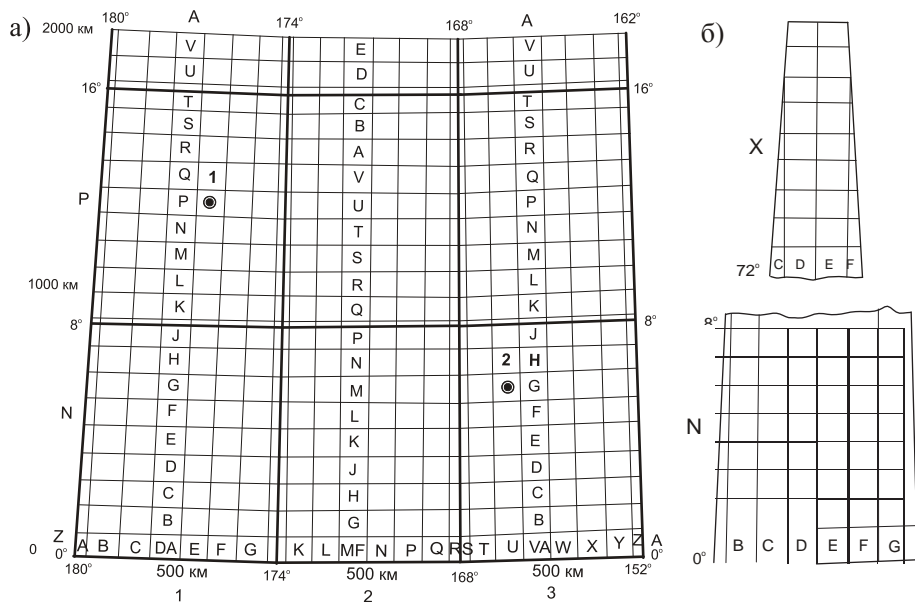 а)
180°
A
174°
168°
A
162°
б)
2000 км
V
E
V
U
D
U
16°
16°
T
C
T
S
B
S
R
A
R
X
Q
1
V
Q
P
P
U
P
N
T
N
M
S
M
C
D
E
F
72°
L
R
L
1000 км
K
Q
K
8°
8°
8°
J
P
J
H
N
2
H
G
M
G
N
F
L
F
N
E
K
E
D
J
D
C
H
C
B
G
B
0
Z
0°
A
B
C
DA
E
F
G
K
L
MF
N
P
Q
RS
T
U
VA
W
X
Y
Z
A
0°
0°
B
C
D
E
F
G
180°
500 км
174°
500 км
168°
500 км
152°
1
2
3